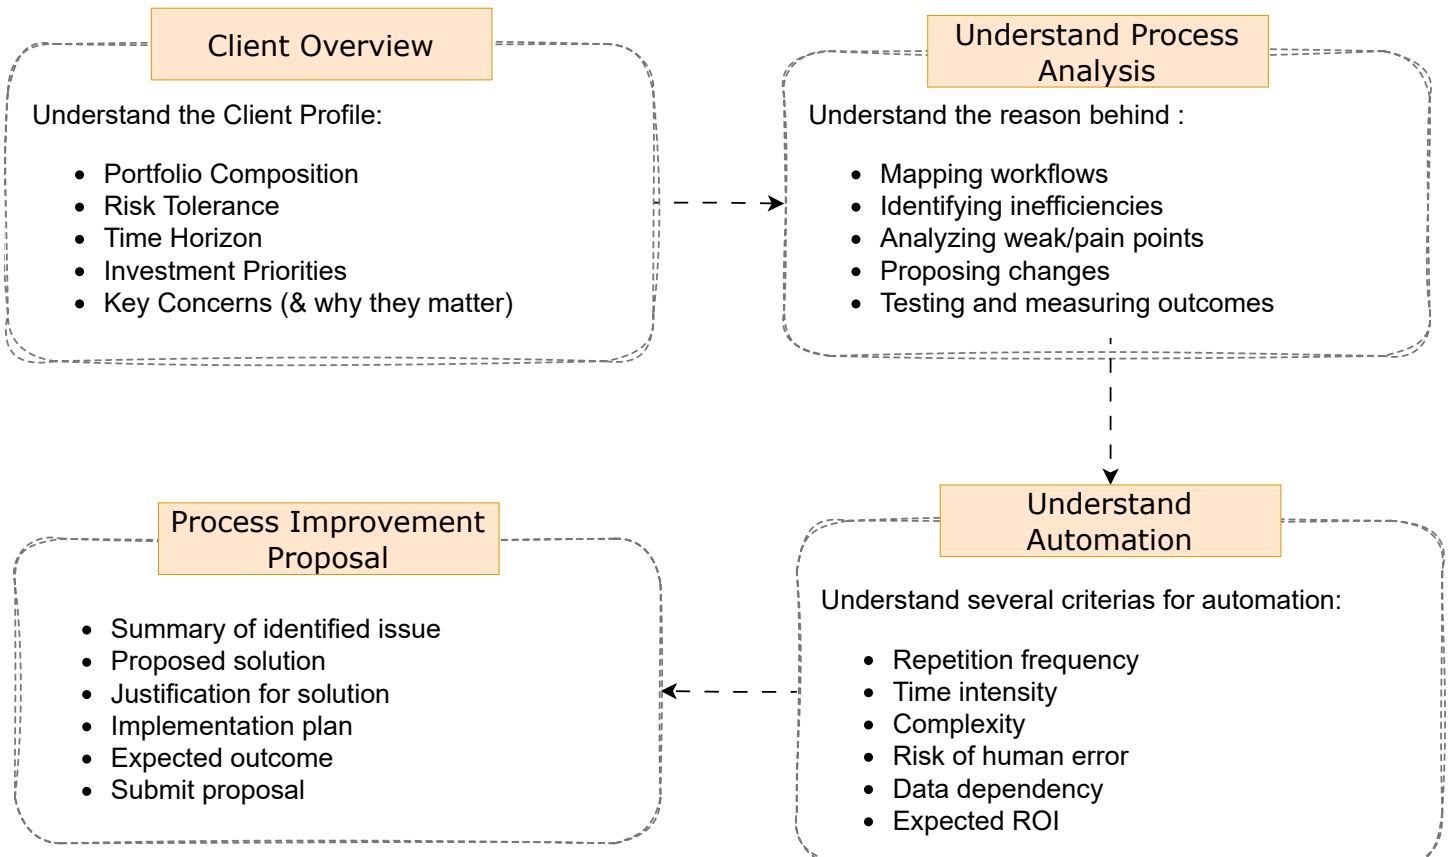 Client Overview
Understand the Client Profile:
• Portfolio Composition
• Risk Tolerance
• Time Horizon
• Investment Priorities
• Key Concerns (& why they matter)
Understand Process
Analysis
Understand the reason behind :
• Mapping workflows
• Identifying inefficiencies
• Analyzing weak/pain points
• Proposing changes
• Testing and measuring outcomes
Understand
Automation
Understand several criterias for automation:
• Repetition frequency
• Time intensity
• Complexity
• Risk of human error
• Data dependency
• Expected ROI
Process Improvement
Proposal
• Summary of identified issue
• Proposed solution
• Justification for solution
• Implementation plan
• Expected outcome
• Submit proposal